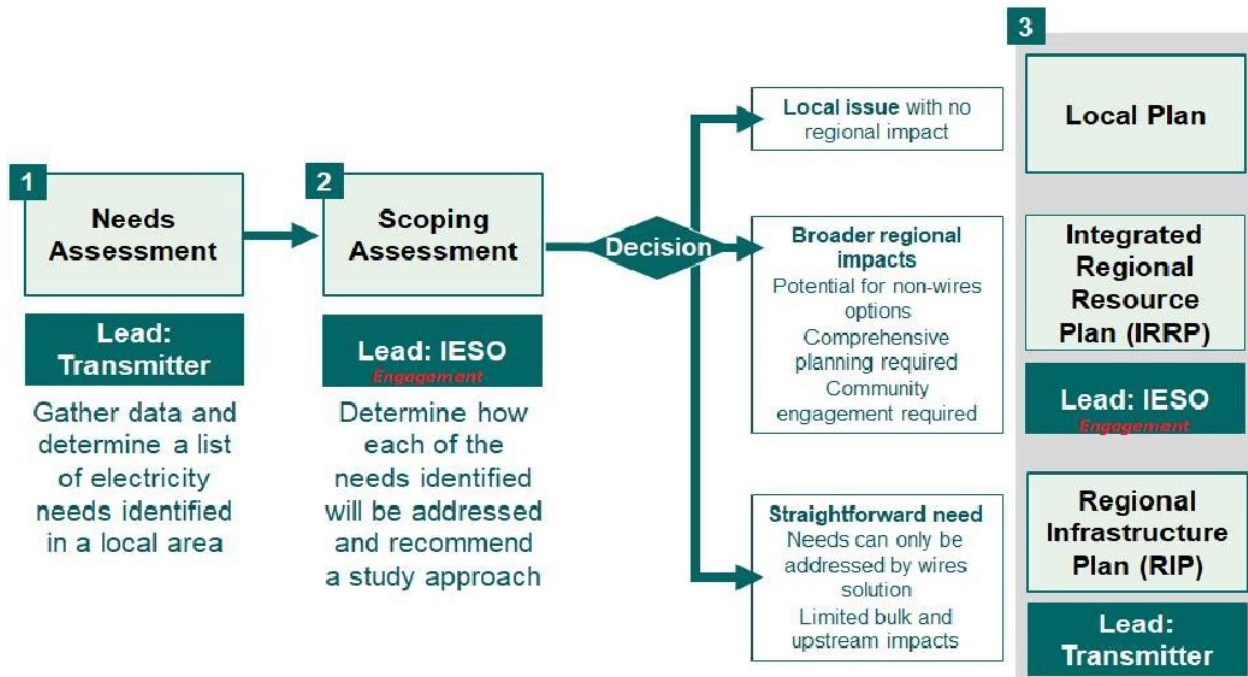 1
Needs
Assessment
Lead:
Transmitter
Gather data and
determine a list
of electricity
needs identified
in a local area
2
Scoping
Assessment
Lead: IESO
Engagement
Determine how
each of the
needs identified
will be addressed
and recommend
a study approach
Decision
Local issue with no
regional impact
Broader regional
impacts
Potential for non-wires
options
Comprehensive
planning required
Community
engagement required
Straightforward need
Needs can only be
addressed by wires
solution
Limited bulk and
upstream impacts
3
Local Plan
Integrated
Regional
Resource
Plan (IRRP)
Lead: IESO
Engagement
Regional
Infrastructure
Plan (RIP)
Lead:
Transmitter